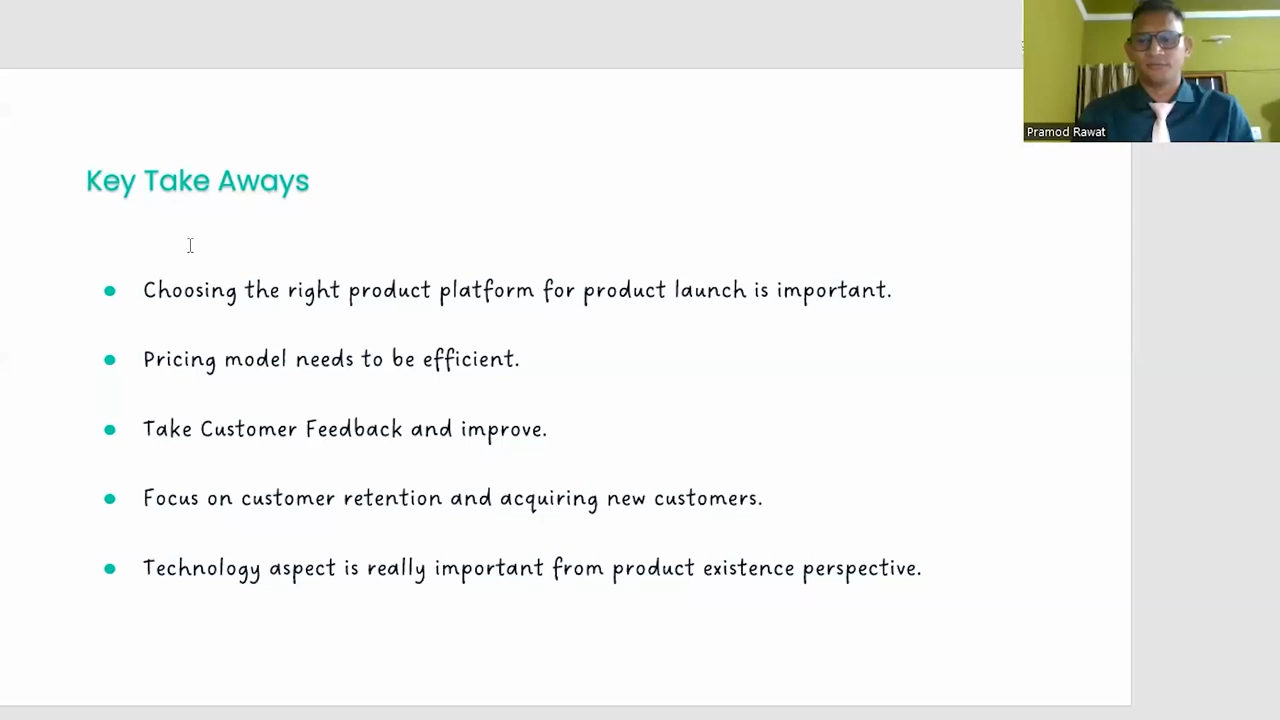 Pramod Rawat
Key Take Aways
Choosing the right product platform for product launch is important.
Pricing model needs to be efficient.
Take Customer Feedback and improve.
Focus on customer retention and acquiring new customers.
Technology aspect is really important from product existence perspective.